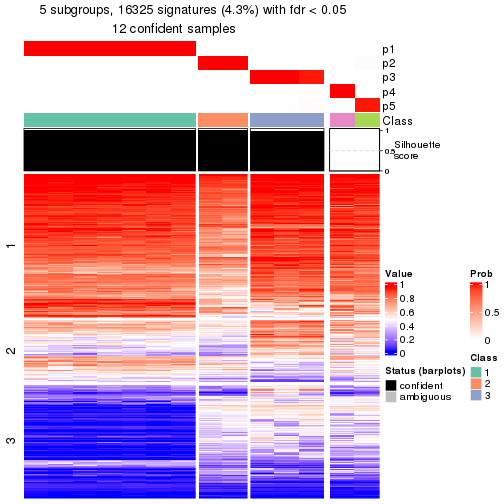 5 subgroups, 16325 signatures (4.3%) with fdr < 0.05
12 confident samples
p1
p2
p3
p4
p5
Class
1
0.5
0
Silhouette
score
1
2
3
Value
1
0.8
0.6
0.4
0.2
0
Status (barplots)
confident
ambiguous
Prob
1
0.5
0
Class
1
2
3